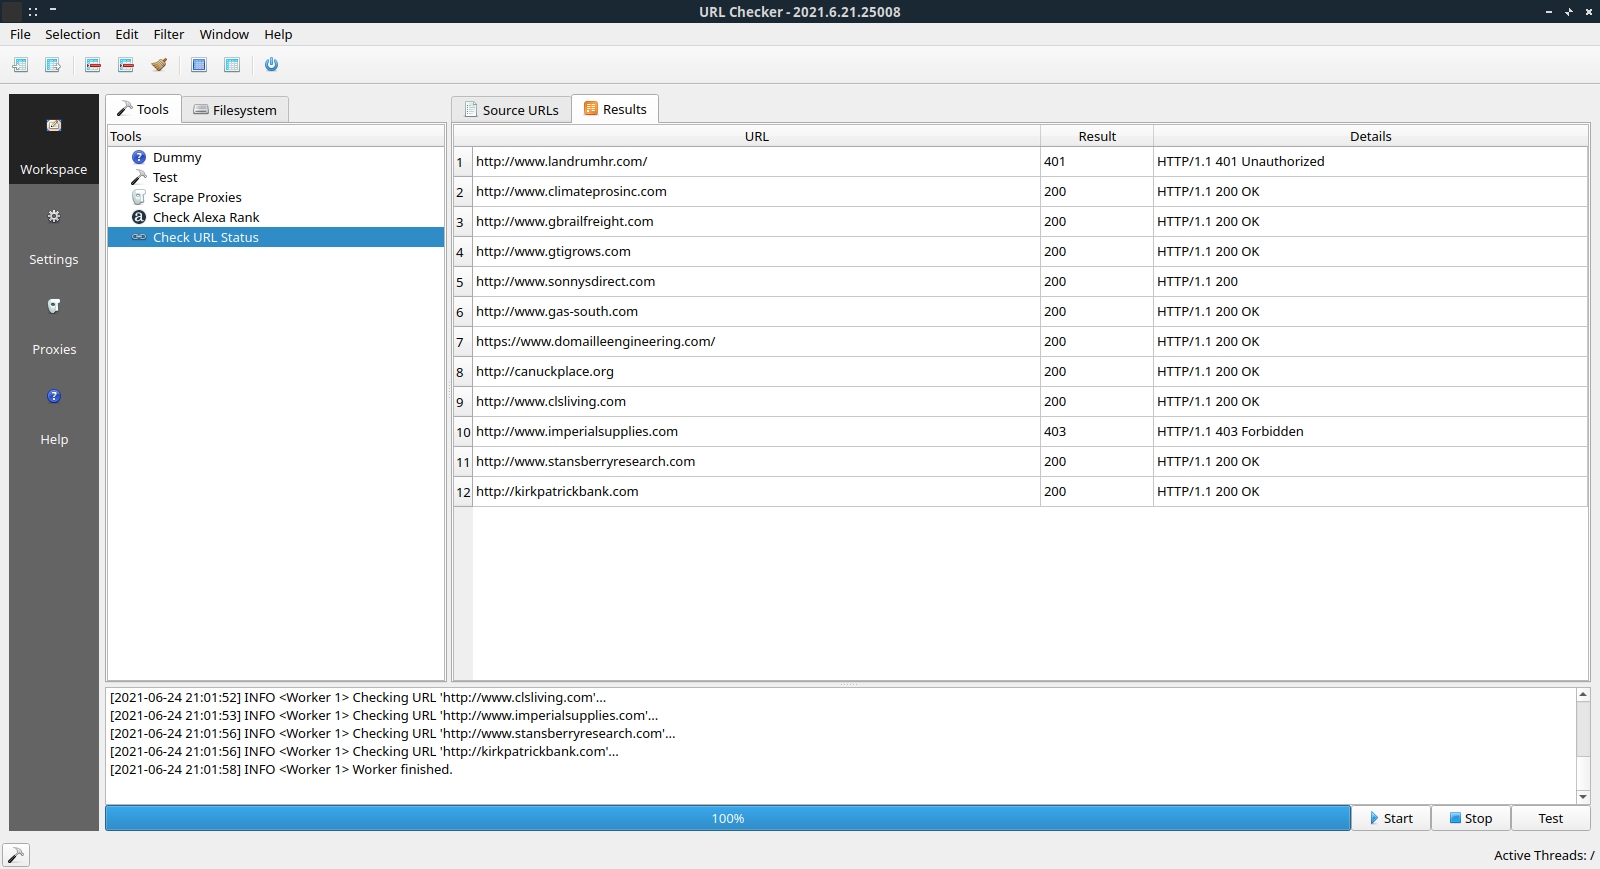 URL Checker - 2021.6.21.25008
File Selection Edit Filter Window Help
Workspace
Settings
Proxies
Help
Tools Filesystem
Tools
Dummy
Test
Scrape Proxies
Check Alexa Rank
Check URL Status
Source URLs Results
URL Result Details
1 http://www.landrumhr.com/ 401 HTTP/1.1 401 Unauthorized
2 http://www.climateprosinc.com 200 HTTP/1.1 200 OK
3 http://www.gbrailfreight.com 200 HTTP/1.1 200 OK
4 http://www.gtigrows.com 200 HTTP/1.1 200 OK
5 http://www.sonnysdirect.com 200 HTTP/1.1 200
6 http://www.gas-south.com 200 HTTP/1.1 200 OK
7 https://www.domailleengineering.com/ 200 HTTP/1.1 200 OK
8 http://canuckplace.org 200 HTTP/1.1 200 OK
9 http://www.clsliving.com 200 HTTP/1.1 200 OK
10 http://www.imperialsupplies.com 403 HTTP/1.1 403 Forbidden
11 http://www.stansberryresearch.com 200 HTTP/1.1 200 OK
12 http://kirkpatrickbank.com 200 HTTP/1.1 200 OK
[2021-06-24 21:01:52] INFO <Worker 1> Checking URL 'http://www.clsliving.com'...
[2021-06-24 21:01:53] INFO <Worker 1> Checking URL 'http://www.imperialsupplies.com'...
[2021-06-24 21:01:56] INFO <Worker 1> Checking URL 'http://www.stansberryresearch.com'...
[2021-06-24 21:01:56] INFO <Worker 1> Checking URL 'http://kirkpatrickbank.com'...
[2021-06-24 21:01:58] INFO <Worker 1> Worker finished.
100% Start Stop Test
Active Threads: /